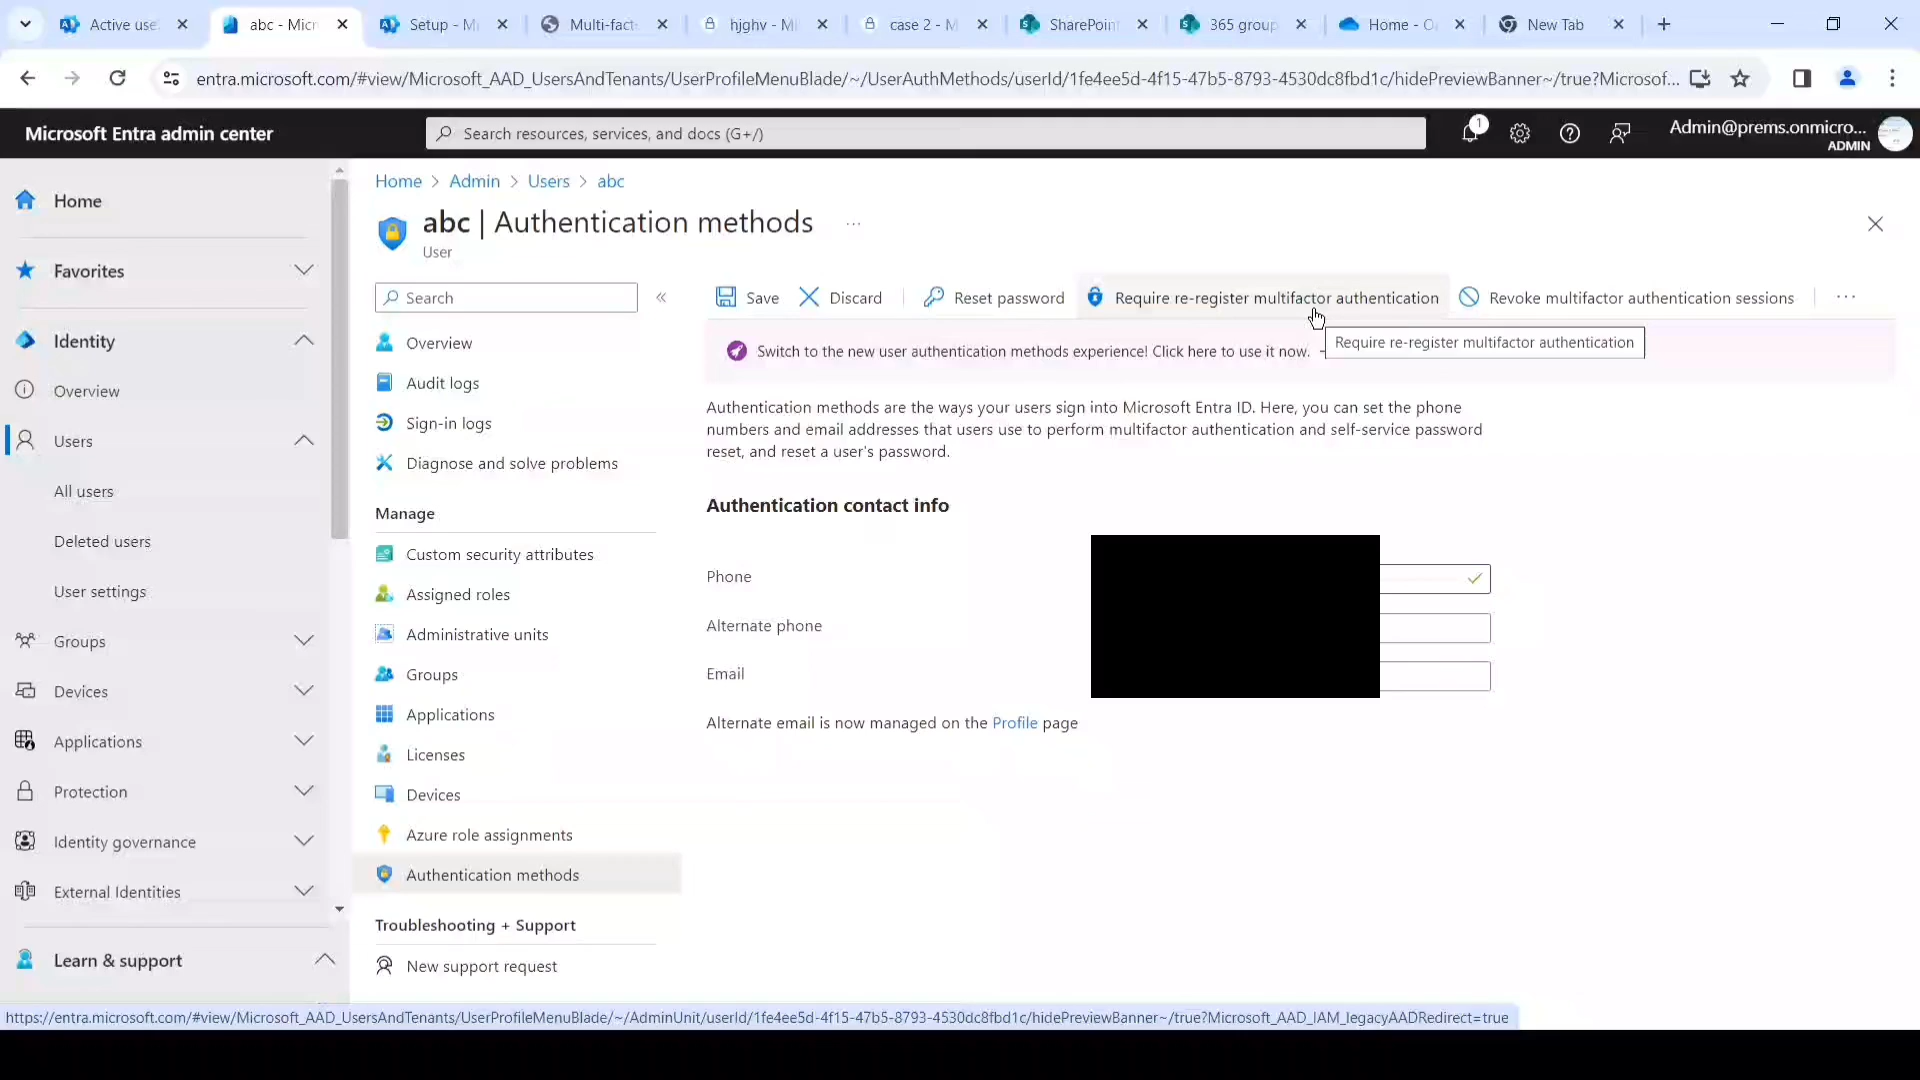 Active use
abc - Micr
Setup - Mi
Multi-fact
hjghv - Mi
case 2 - M
SharePoint
365 group
Home - O
New Tab
entra.microsoft.com/#view/Microsoft_AAD_UsersAndTenants/UserProfileMenuBlade/~/UserAuthMethods/userId/1fe4ee5d-4f15-47b5-8793-4530dc8fbd1c/hidePreviewBanner~/true?Microsof...
Microsoft Entra admin center
Search resources, services, and docs (G+/)
1
Admin@prems.onmicro...
ADMIN
Home
Favorites
Identity
Overview
Users
All users
Deleted users
User settings
Groups
Devices
Applications
Protection
Identity governance
External Identities
Learn & support
Home > Admin > Users > abc
abc | Authentication methods ...
User
Search
Overview
Audit logs
Sign-in logs
Diagnose and solve problems
Manage
Custom security attributes
Assigned roles
Administrative units
Groups
Applications
Licenses
Devices
Azure role assignments
Authentication methods
Troubleshooting + Support
New support request
Save
Discard
Reset password
Require re-register multifactor authentication
Revoke multifactor authentication sessions
...
Switch to the new user authentication methods experience! Click here to use it now.
Require re-register multifactor authentication
Authentication methods are the ways your users sign into Microsoft Entra ID. Here, you can set the phone
numbers and email addresses that users use to perform multifactor authentication and self-service password
reset, and reset a user's password.
Authentication contact info
Phone
Alternate phone
Email
Alternate email is now managed on the Profile page
https://entra.microsoft.com/#view/Microsoft_AAD_UsersAndTenants/UserProfileMenuBlade/~/AdminUnit/userId/1fe4ee5d-4f15-47b5-8793-4530dc8fbd1c/hidePreviewBanner~/true?Microsoft_AAD_IAM_legacyAADRedirect=true